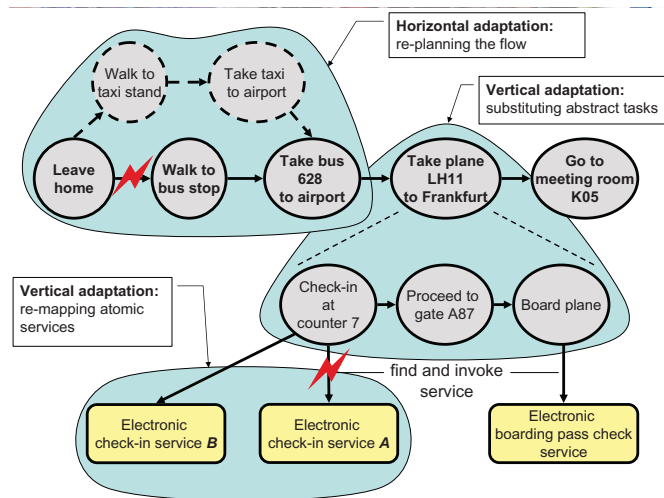 Horizontal adaptation:
re-planning the flow
Walk to
taxi stand
Take taxi
to airport
Vertical adaptation:
substituting abstract tasks
Leave
home
Walk to
bus stop
Take bus
628
to airport
Take plane
LH11
to Frankfurt
Go to
meeting room
K05
Vertical adaptation:
re-mapping atomic
services
Check-in
at
counter 7
Proceed to
gate A87
Board plane
find and invoke
service
Electronic
check-in service B
Electronic
check-in service A
Electronic
boarding pass check
service